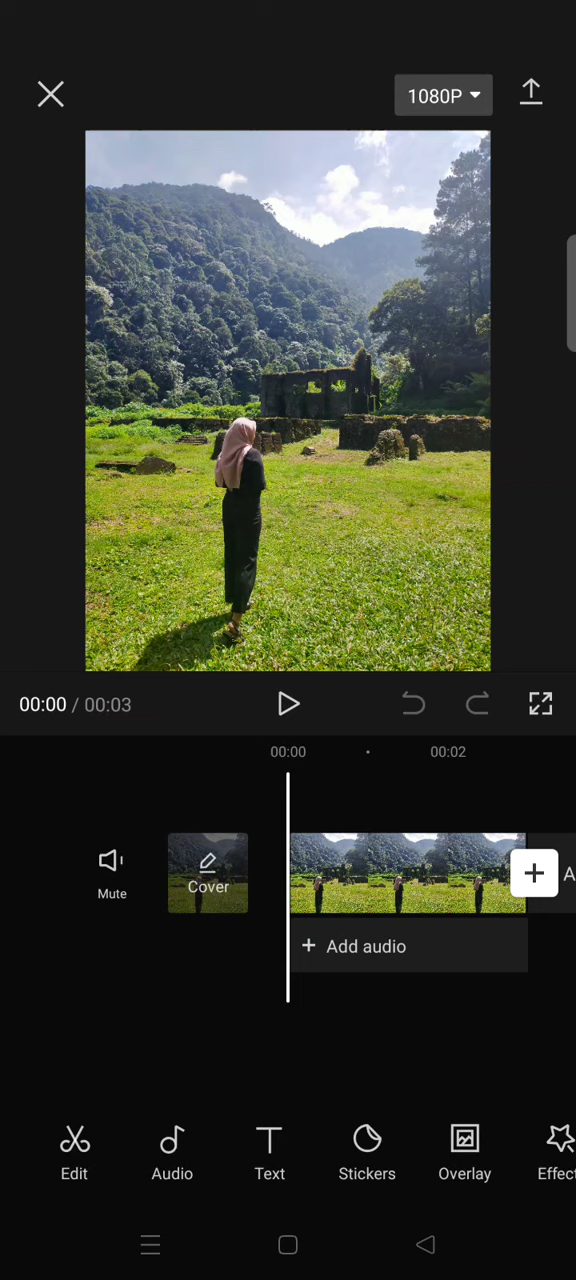 1080P
00:00 / 00:03
00:00 00:02
Mute
Cover
A
+ Add audio
Edit Audio Text Stickers Overlay Effect